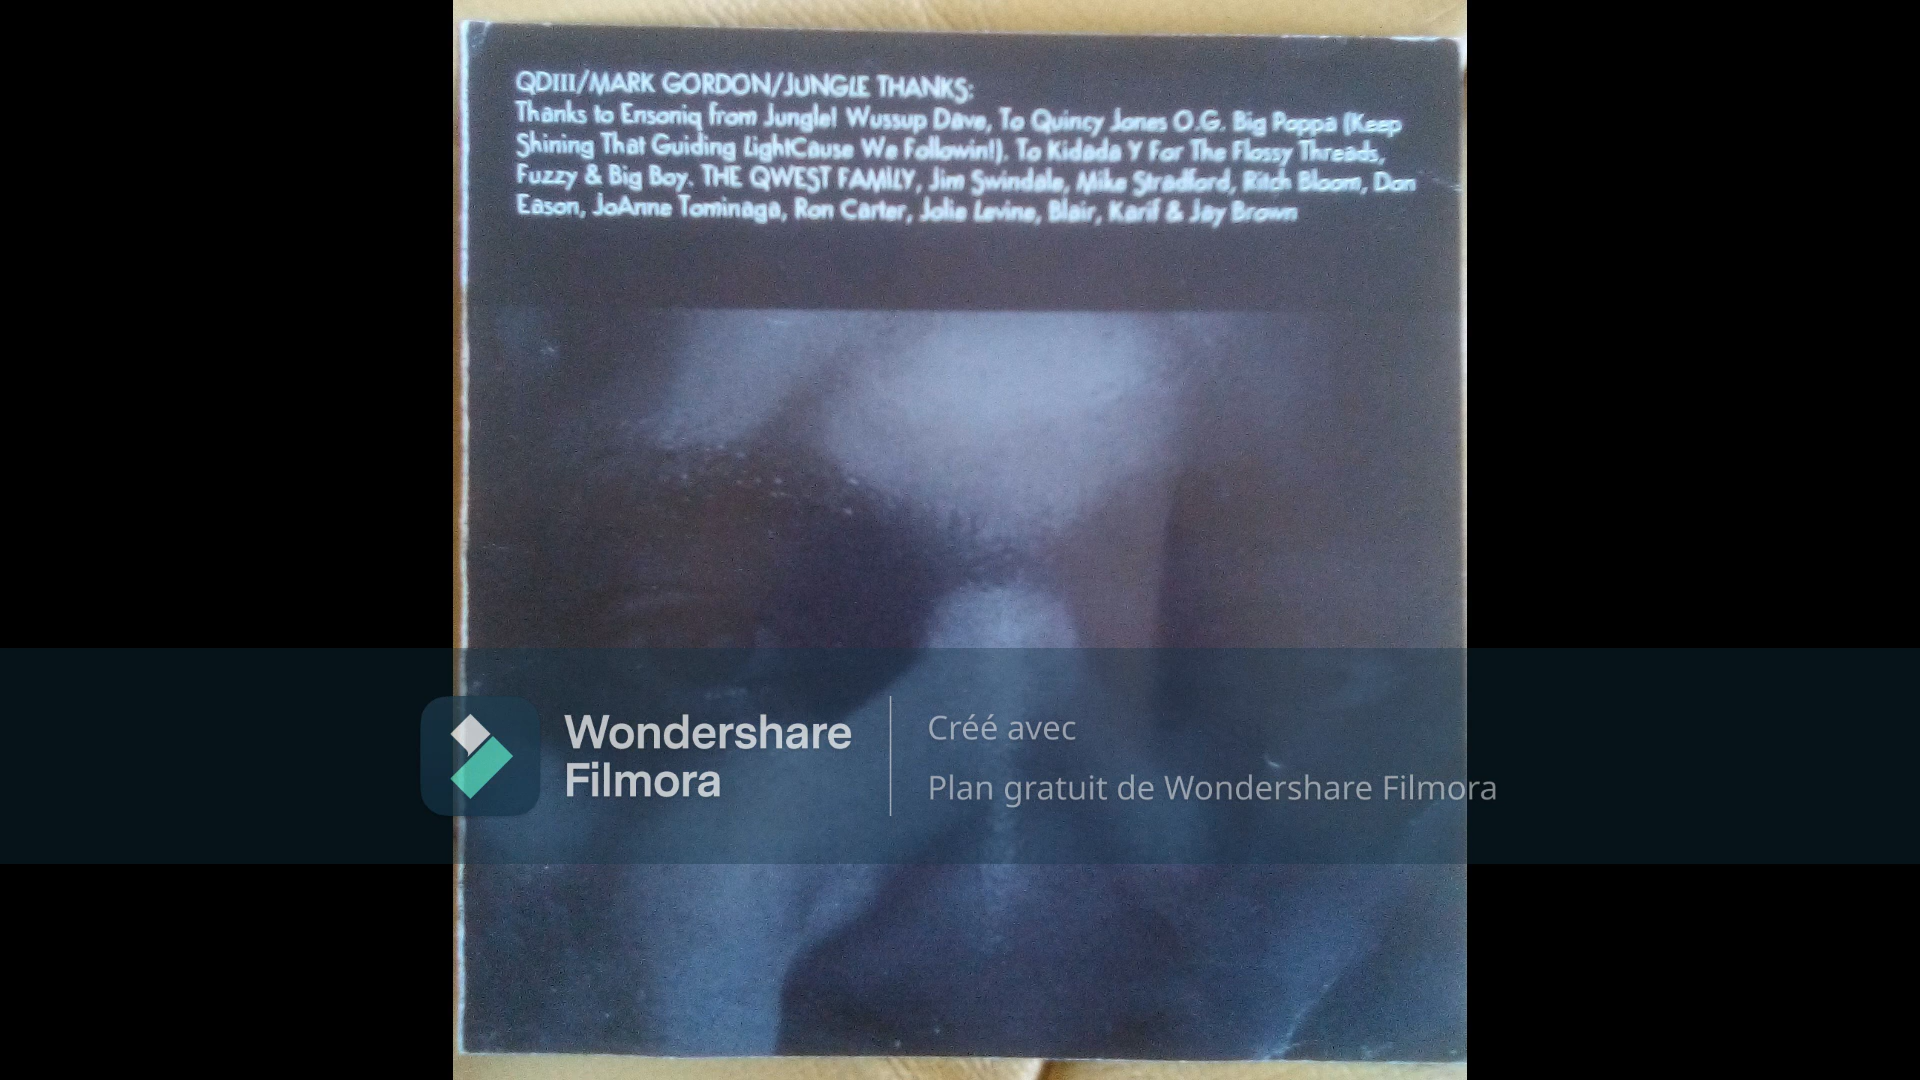 QDIII/MARK GORDON/JUNGLE THANKS:
Thanks to Ensoniq from Jungle! Wussup Dave, To Quincy Jones O.G. Big Poppa (Keep
Shining That Guiding LightCause We Followin!). To Kidada Y For The Flossy Threads,
Fuzzy & Big Boy. THE QWEST FAMILY, Jim Swindale, Mike Stradford, Ritch Bloom, Don
Eason, JoAnne Tominaga, Ron Carter, Jolie Levine, Blair, Karif & Jay Brown
Wondershare
Filmora
Créé avec
Plan gratuit de Wondershare Filmora